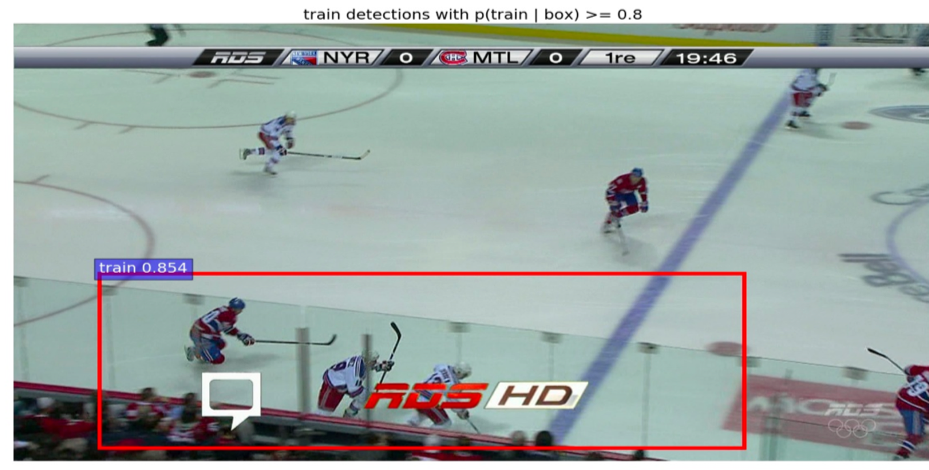 train detections with p(train | box) >= 0.8
RDS NYR 0 MTL 0 1re 19:46
train 0.854
RDS HD
RDS